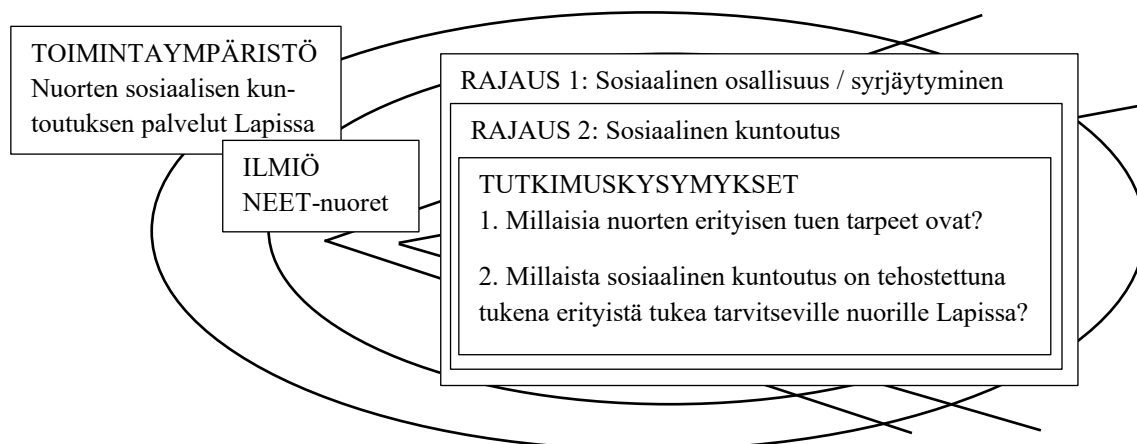 TOIMINTAYMPÄRISTÖ
Nuorten sosiaalisen kun-
toutuksen palvelut Lapissa
ILMIÖ
NEET-nuoret
RAJAUS 1: Sosiaalinen osallisuus / syrjäytyminen
RAJAUS 2: Sosiaalinen kuntoutus
TUTKIMUSKYSYMYKSET
1. Millaisia nuorten erityisen tuen tarpeet ovat?
2. Millaista sosiaalinen kuntoutus on tehostettuna
tukena erityistä tukea tarvitseville nuorille Lapissa?